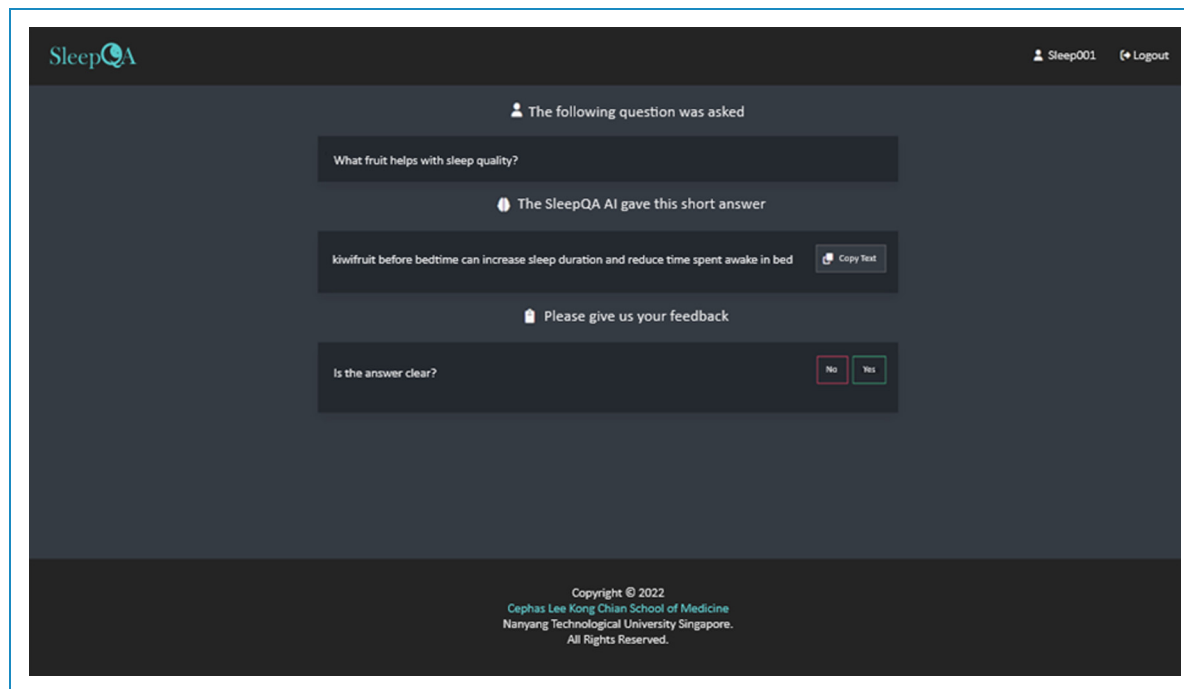 SleepQA
Sleep001 Logout
The following question was asked
What fruit helps with sleep quality?
The SleepQA AI gave this short answer
kiwifruit before bedtime can increase sleep duration and reduce time spent awake in bed Copy Text
Please give us your feedback
Is the answer clear? No Yes
Copyright © 2022
Cephas Lee Kong Chian School of Medicine
Nanyang Technological University Singapore.
All Rights Reserved.